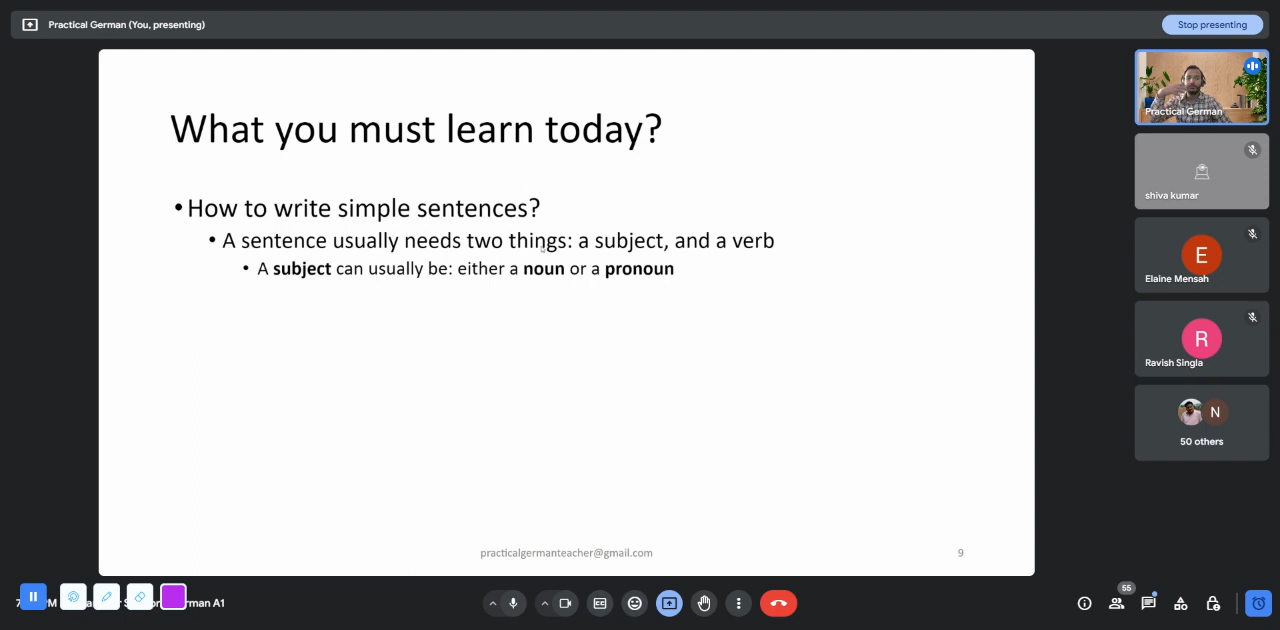 Practical German (You, presenting)
Stop presenting
What you must learn today?
• How to write simple sentences?
• A sentence usually needs two things: a subject, and a verb
• A subject can usually be: either a noun or a pronoun
practicalgermanteacher@gmail.com
9
Practical German
shiva kumar
E
Elaine Mensah
R
Ravish Singla
N
50 others
rman A1
55